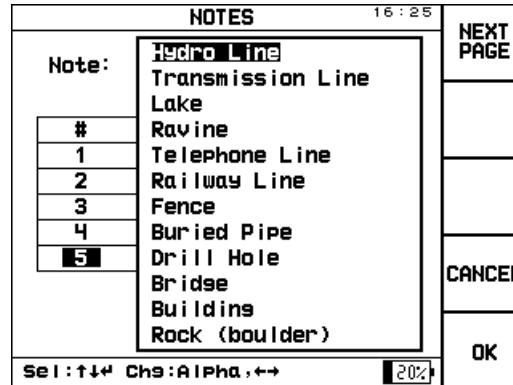 NOTES 16:25
NEXT
PAGE
Note:
Hydro Line
Transmission Line
Lake
Ravine
Telephone Line
Railway Line
Fence
Buried Pipe
Drill Hole
Bridge
Building
Rock (boulder)
#
1
2
3
4
5
CANCEL
OK
Sel:↑↓↵ Chg:Alpha,←→ 20%